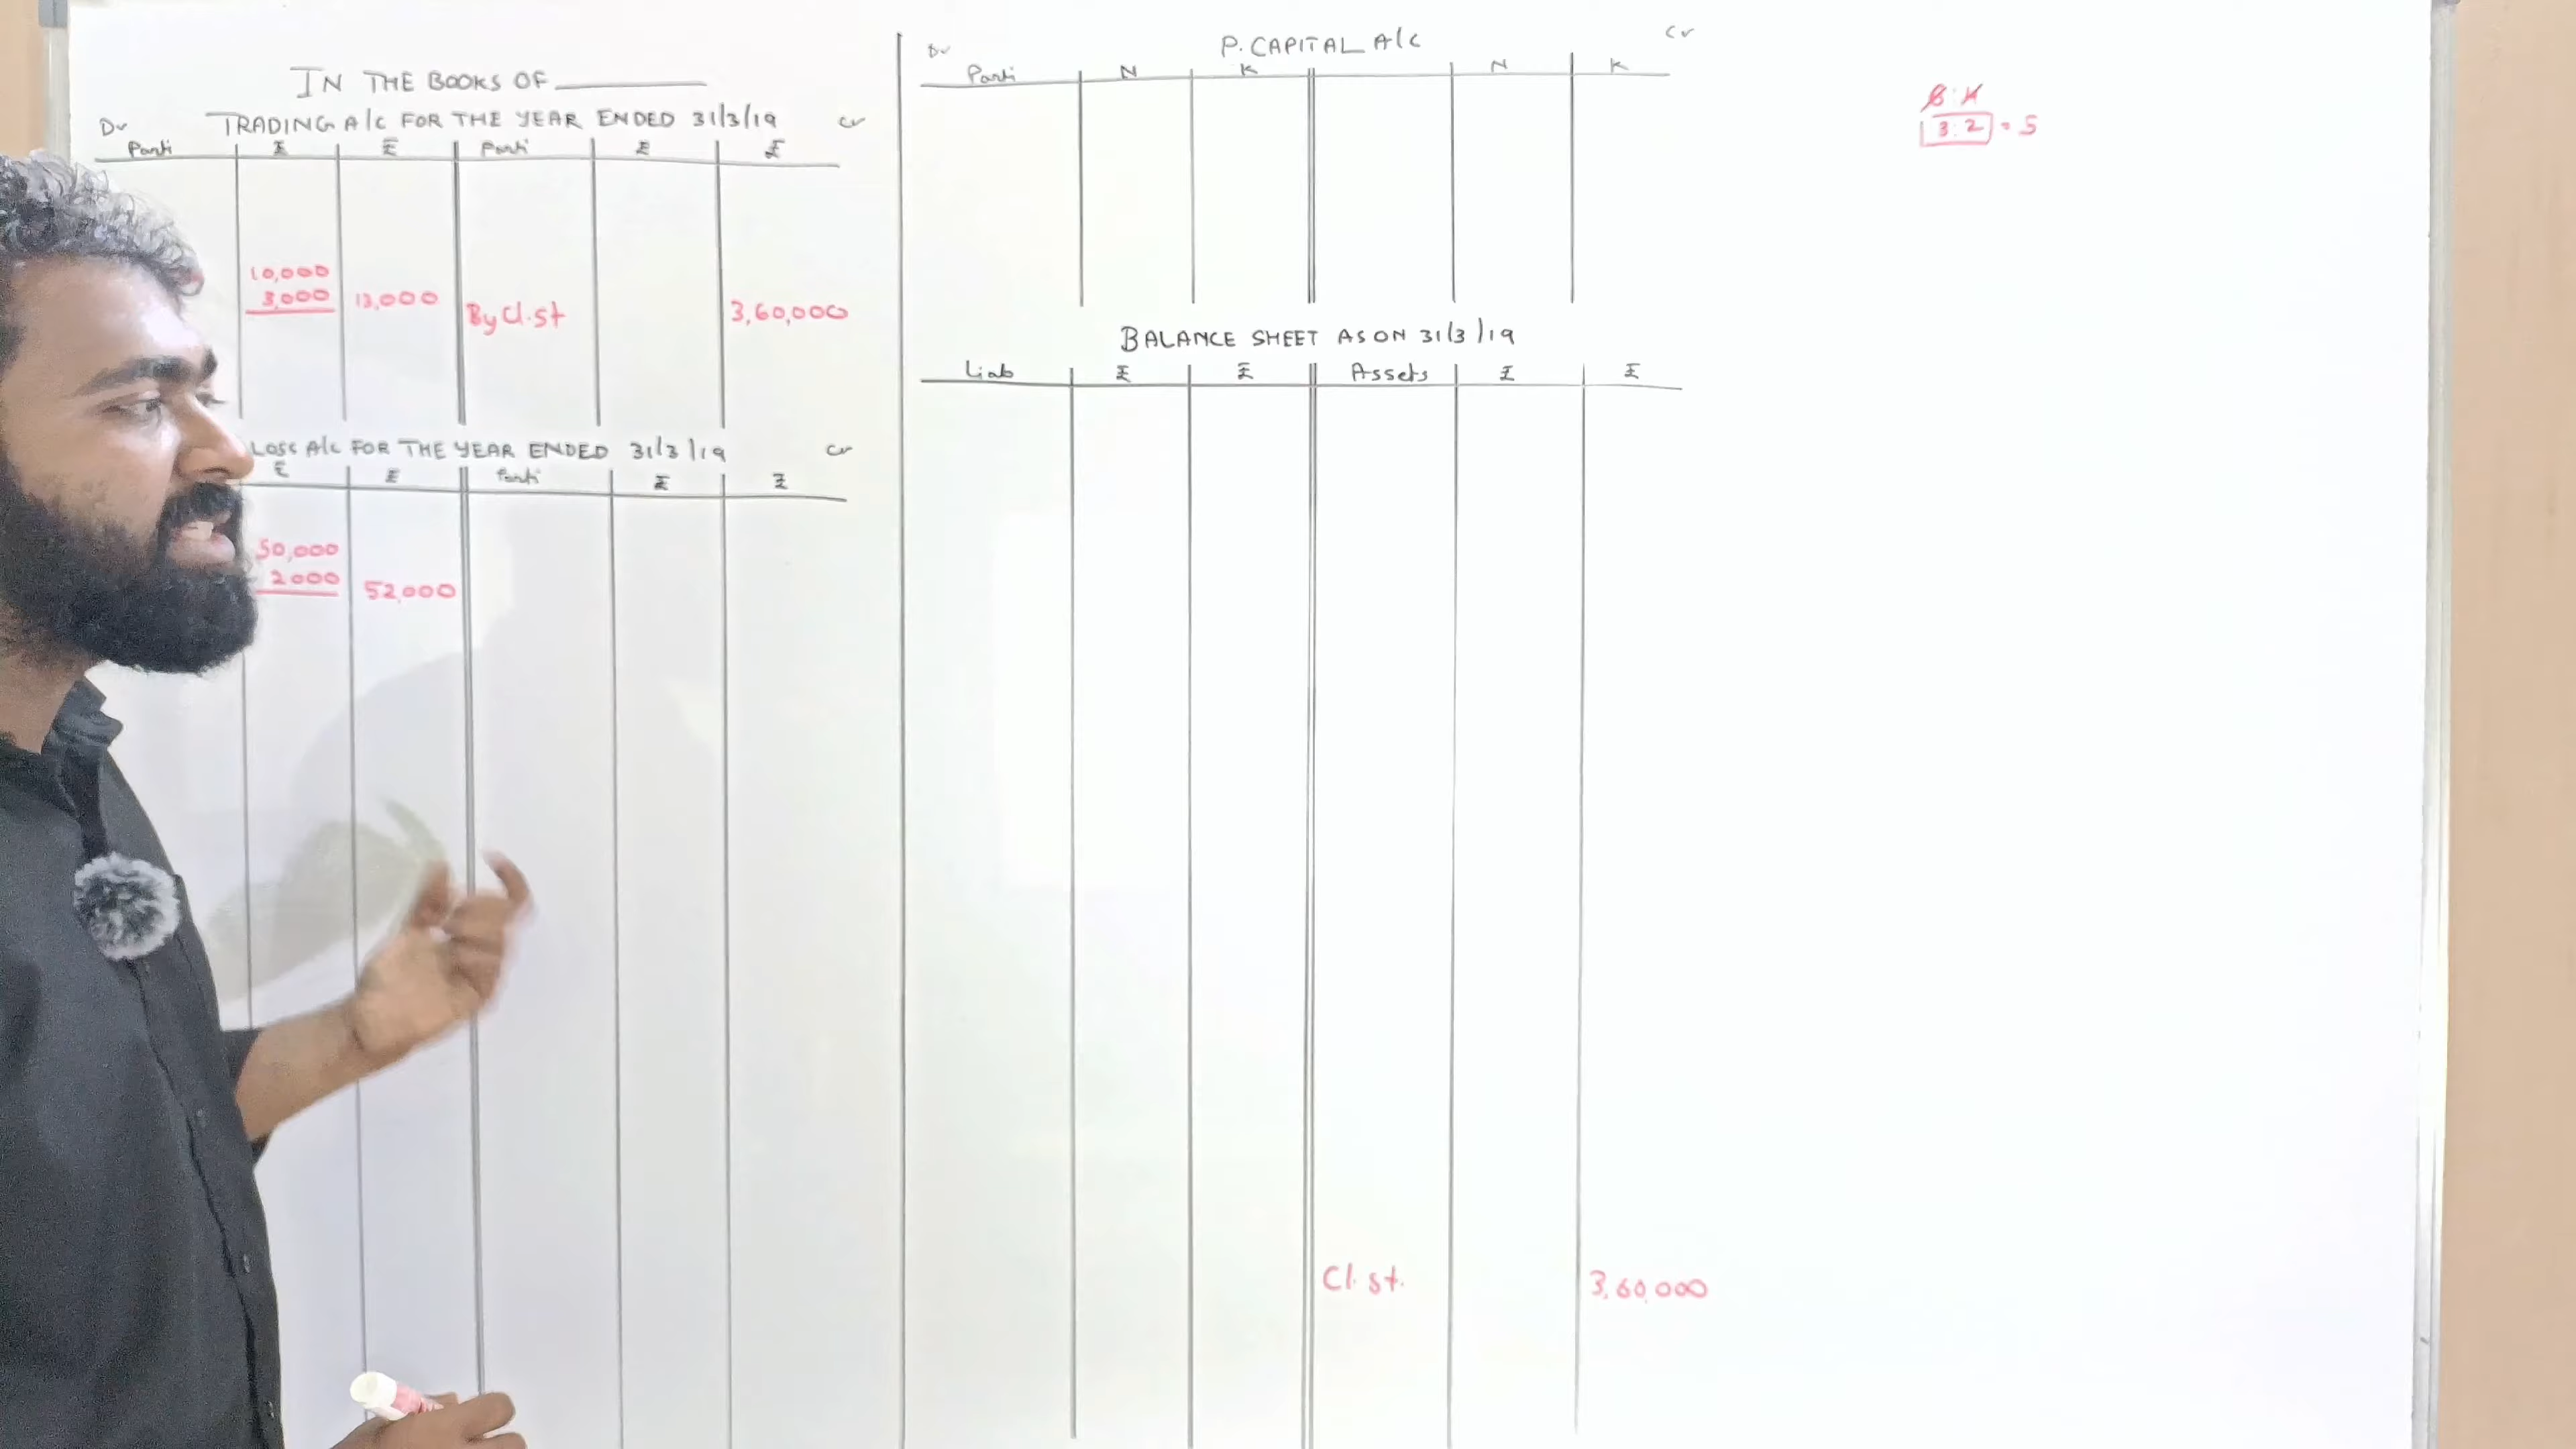 IN THE BOOKS OF
TRADING A/C FOR THE YEAR ENDED 31/3/19
Dr Cr
Parti ₹ ₹ Parti ₹ ₹
10,000
3,000 13,000 By Cl. st 3,60,000
LOSS A/C FOR THE YEAR ENDED 31/3/19 Cr
₹ ₹ Parti ₹ ₹
50,000
2000 52,000
Dr P. CAPITAL A/C Cr
Parti N K N K
BALANCE SHEET AS ON 31/3/19
Liab ₹ ₹ Assets ₹ ₹
Cl. st. 3,60,000
3:2 = 5